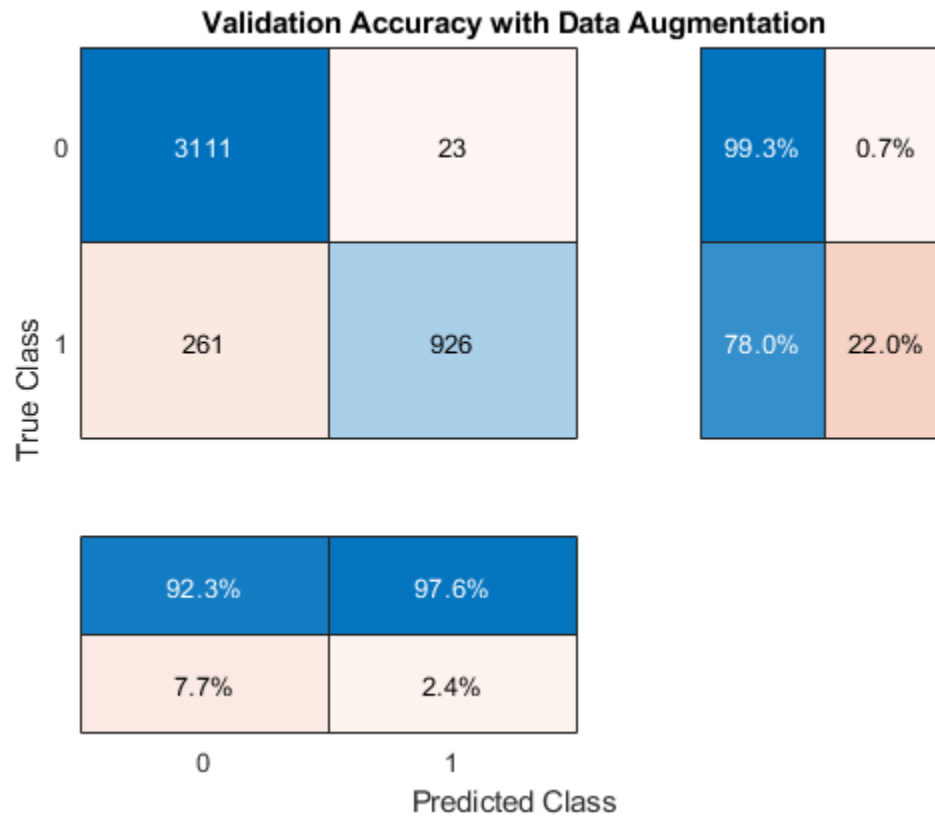 Validation Accuracy with Data Augmentation
0 3111 23 99.3% 0.7%
1 261 926 78.0% 22.0%
True Class
92.3% 97.6%
7.7% 2.4%
0 1
Predicted Class